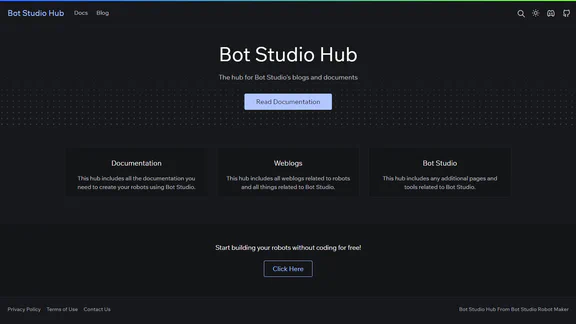 Bot Studio Hub
Docs
Blog
Bot Studio Hub
The hub for Bot Studio's blogs and documents
Read Documentation
Documentation
This hub includes all the documentation you
need to create your robots using Bot Studio.
Weblogs
This hub includes all weblogs related to robots
and all things related to Bot Studio.
Bot Studio
This hub includes any additional pages and
tools related to Bot Studio.
Start building your robots without coding for free!
Click Here
Privacy Policy
Terms of Use
Contact Us
Bot Studio Hub From Bot Studio Robot Maker